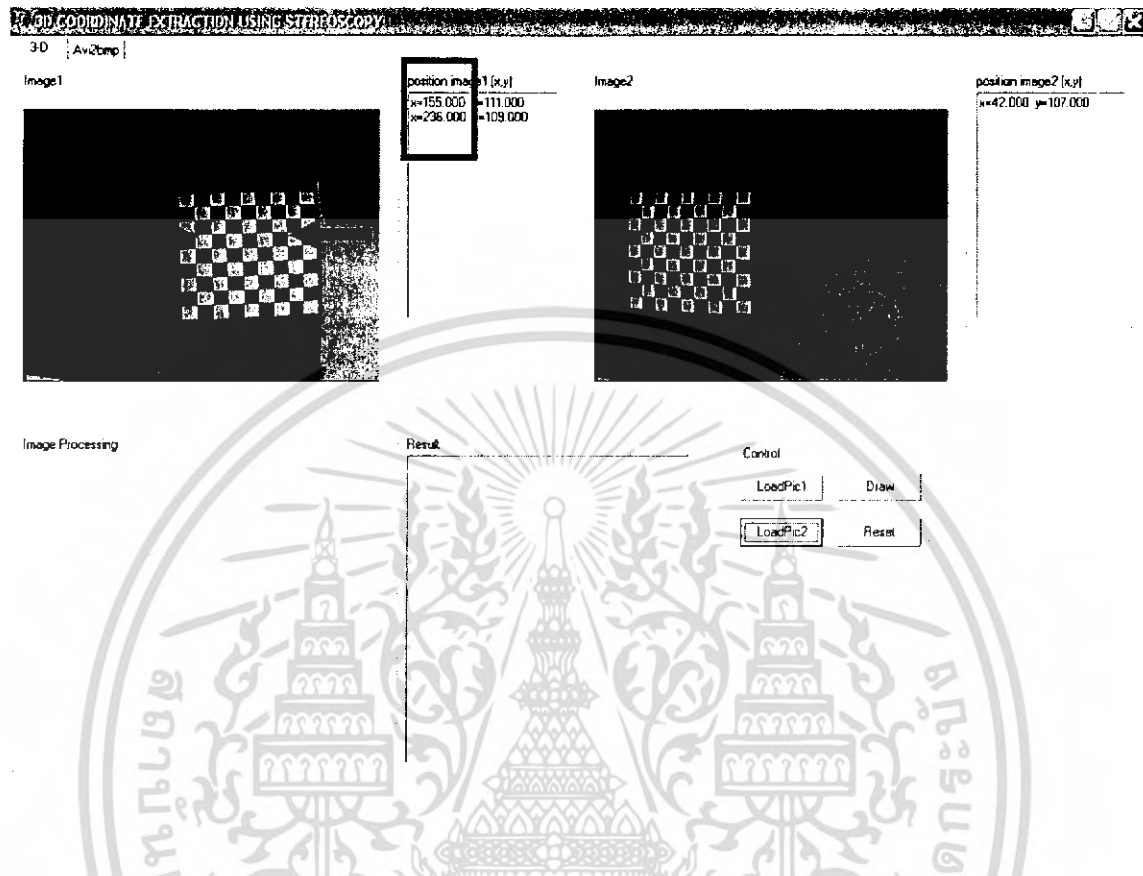 3D COORDINATE EXTRACTION USING STEREOSCOPY
3-D Avi2bmp
Image1
position image1 [x,y]
x=155.000 =111.000
x=236.000 =109.000
Image2
position image2 [x,y]
x=42.000 y=107.000
Image Processing
Result
Control
LoadPic1 Draw
LoadPic2 Reset